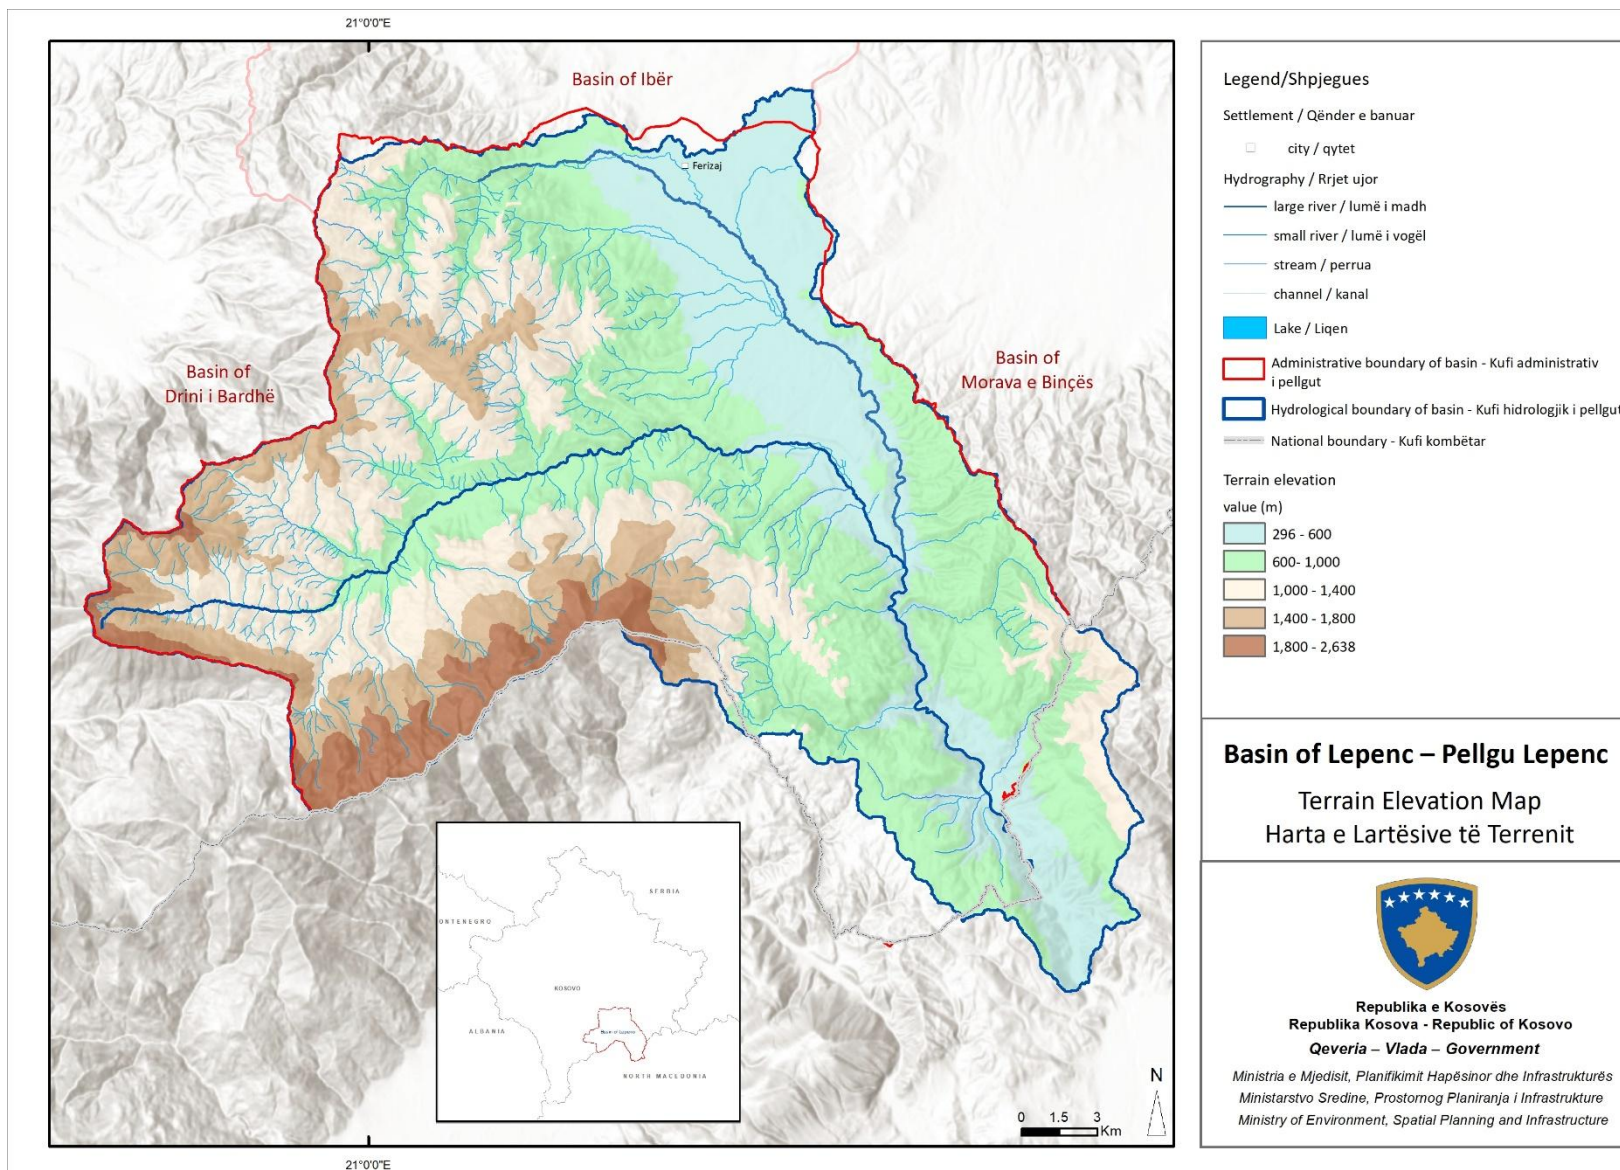 21°0'0"E
Basin of Ibër
Ferizaj
Basin of
Drini i Bardhë
Basin of
Morava e Binçës
SERBIA
ONTENEGRO
KOSOVO
ALBANIA
Basin of Lepenc
NORTH MACEDONIA
N
0 1.5 3
Km
21°0'0"E
Legend/Shpjegues
Settlement / Qënder e banuar
city / qytet
Hydrography / Rrjet ujor
large river / lumë i madh
small river / lumë i vogël
stream / perrua
channel / kanal
Lake / Liqen
Administrative boundary of basin - Kufi administrativ
i pellgut
Hydrological boundary of basin - Kufi hidrologjik i pellgut
National boundary - Kufi kombëtar
Terrain elevation
value (m)
296 - 600
600- 1,000
1,000 - 1,400
1,400 - 1,800
1,800 - 2,638
Basin of Lepenc – Pellgu Lepenc
Terrain Elevation Map
Harta e Lartësive të Terrenit
Republika e Kosovës
Republika Kosova - Republic of Kosovo
Qeveria – Vlada – Government
Ministria e Mjedisit, Planifikimit Hapësinor dhe Infrastrukturës
Ministarstvo Sredine, Prostornog Planiranja i Infrastrukture
Ministry of Environment, Spatial Planning and Infrastructure